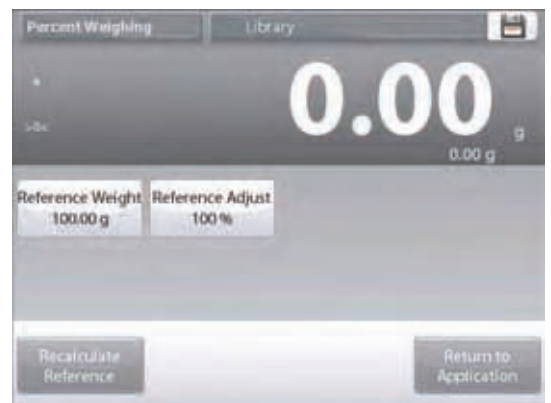 Percent Weighing
Library
*
>0<
0.00 g
0.00 g
Reference Weight
100.00 g
Reference Adjust
100 %
Recalculate
Reference
Return to
Application